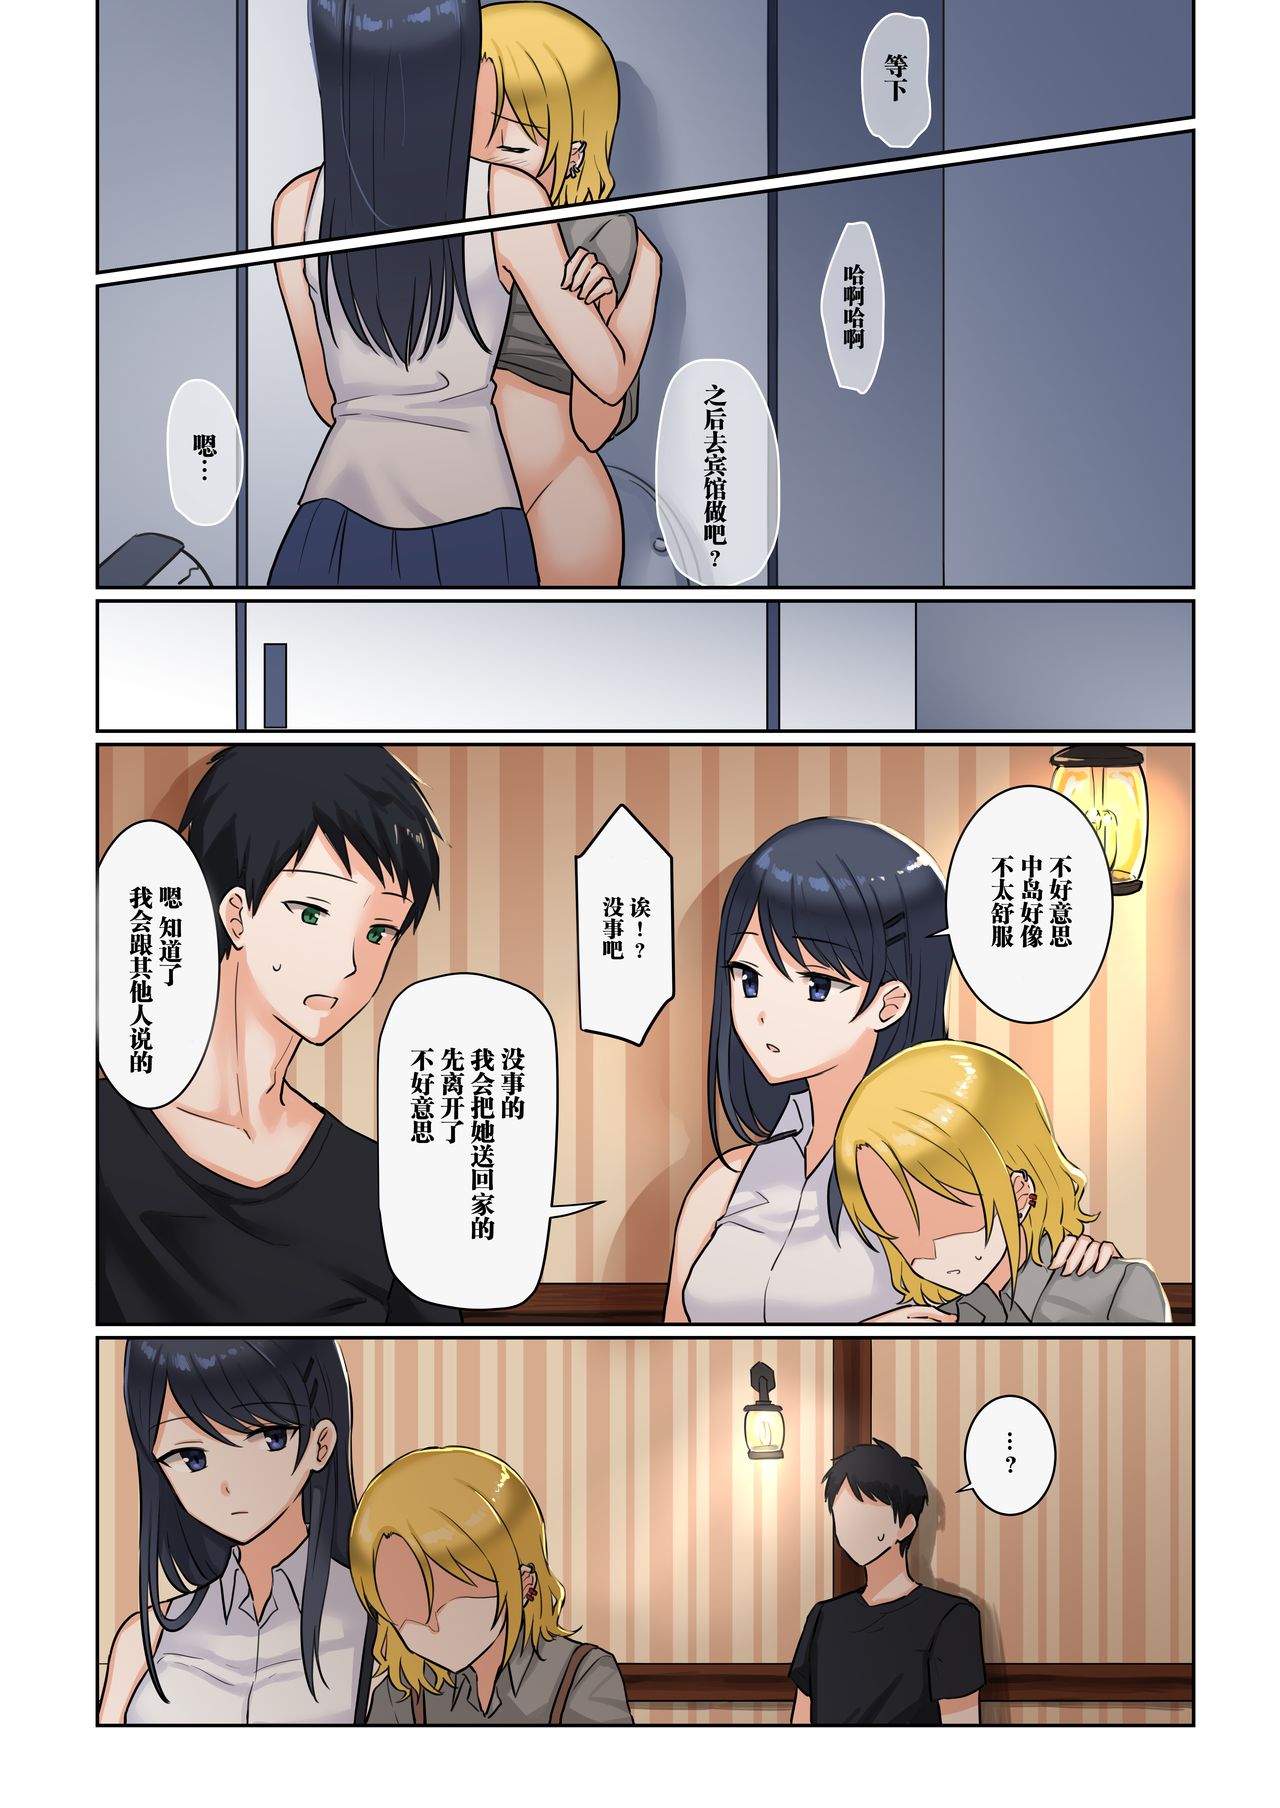 等下
哈啊哈啊
之后去宾馆做吧?
嗯…
不好意思
中岛好像
不太舒服
诶!?
没事吧
没事的
我会把她送回家的
先离开了
不好意思
嗯 知道了
我会跟其他人说的
…?